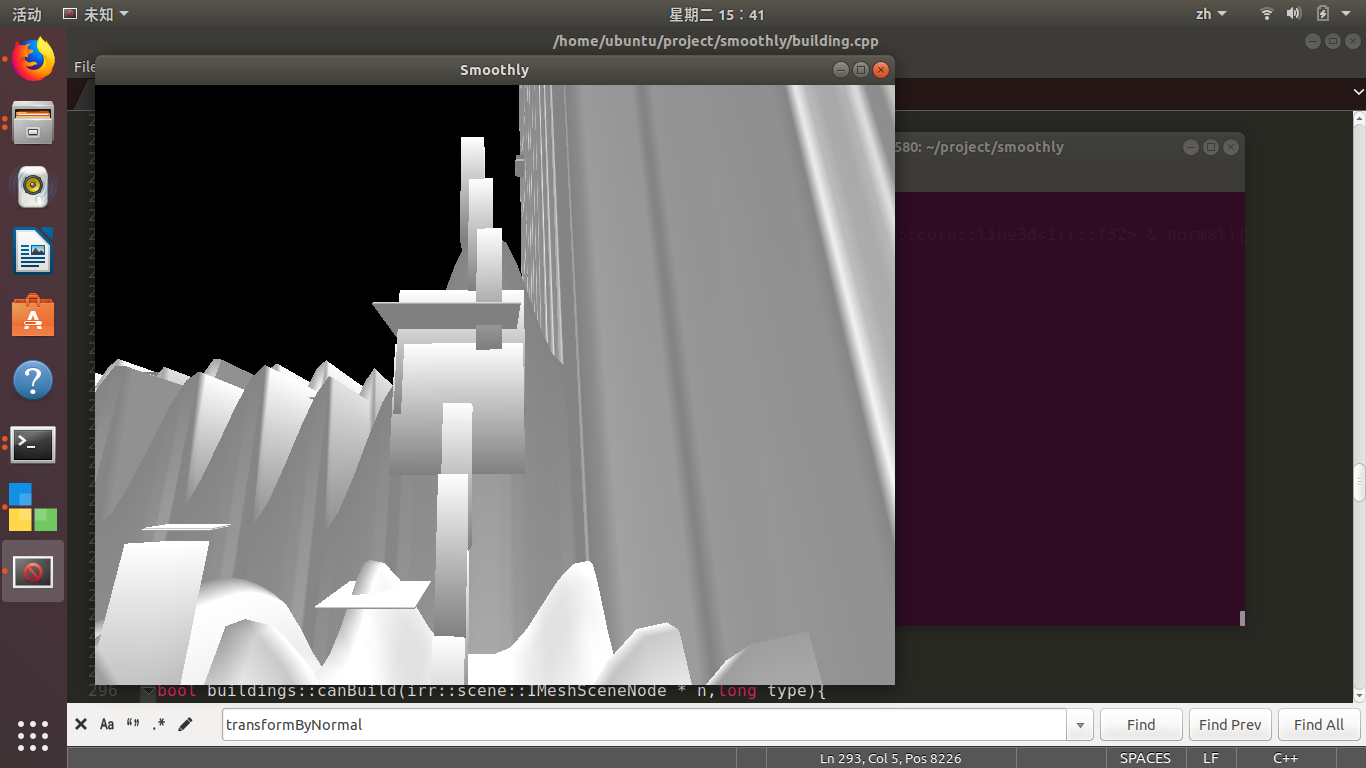 活动
未知
星期二 15：41
zh
/home/ubuntu/project/smoothly/building.cpp
File
Smoothly
580: ~/project/smoothly
::core::line3d<irr::f32> & normal){
296 bool buildings::canBuild(irr::scene::IMeshSceneNode * n,long type){
transformByNormal
Find
Find Prev
Find All
Ln 293, Col 5, Pos 8226
SPACES
LF
C++